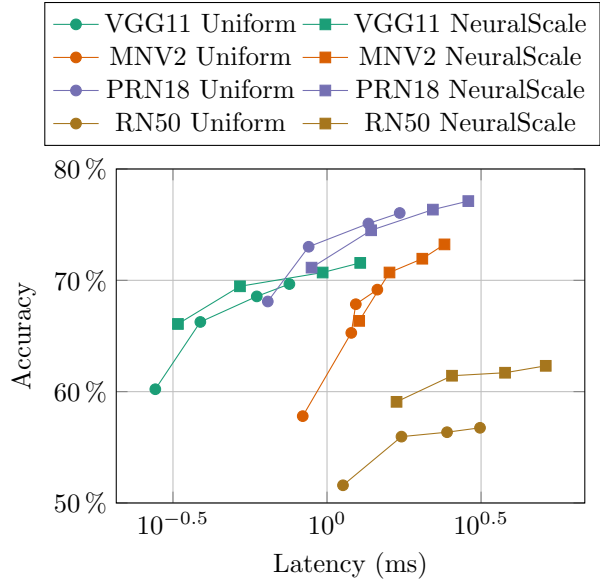 VGG11 Uniform VGG11 NeuralScale
MNV2 Uniform MNV2 NeuralScale
PRN18 Uniform PRN18 NeuralScale
RN50 Uniform RN50 NeuralScale
80 %
70 %
60 %
50 %
Accuracy
10^−0.5 10^0 10^0.5
Latency (ms)